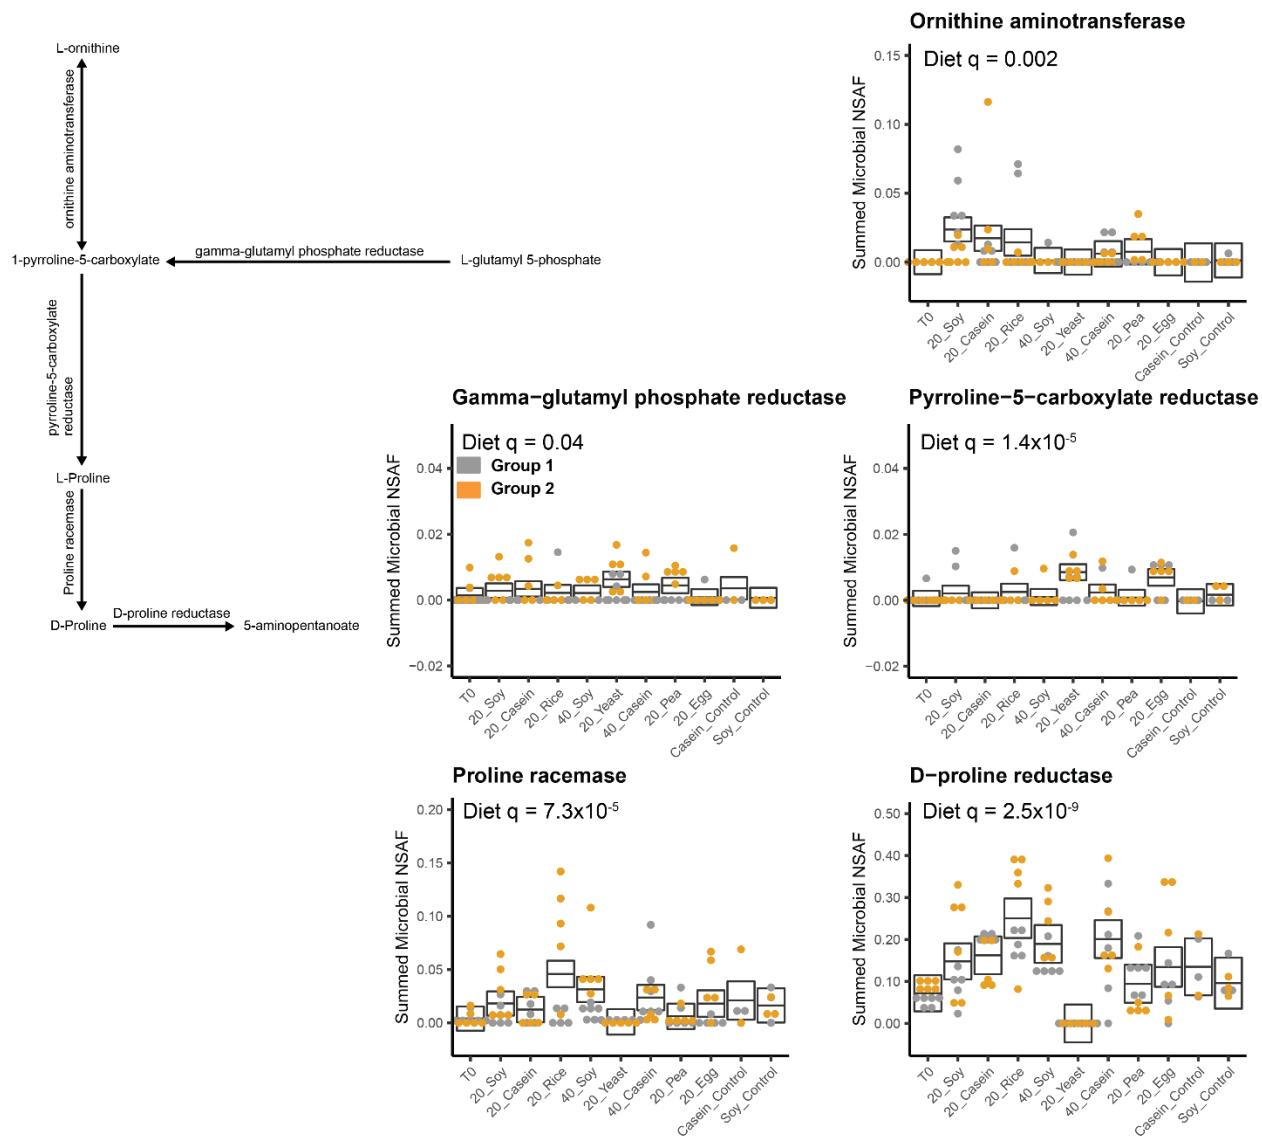 Ornithine aminotransferase
Diet q = 0.002
Summed Microbial NSAF
0.15
0.10
0.05
0.00
T0
20_Soy
20_Casein
20_Rice
40_Soy
20_Yeast
40_Casein
20_Pea
20_Egg
Casein_Control
Soy_Control
L-ornithine
ornithine aminotransferase
1-pyrroline-5-carboxylate
gamma-glutamyl phosphate reductase
L-glutamyl 5-phosphate
pyrroline-5-carboxylate
reductase
L-Proline
Proline racemase
D-Proline
D-proline reductase
5-aminopentanoate
Gamma−glutamyl phosphate reductase
Diet q = 0.04
Group 1
Group 2
Summed Microbial NSAF
0.04
0.02
0.00
−0.02
T0
20_Soy
20_Casein
20_Rice
40_Soy
20_Yeast
40_Casein
20_Pea
20_Egg
Casein_Control
Soy_Control
Pyrroline−5−carboxylate reductase
Diet q = 1.4x10-5
Summed Microbial NSAF
0.04
0.02
0.00
−0.02
T0
20_Soy
20_Casein
20_Rice
40_Soy
20_Yeast
40_Casein
20_Pea
20_Egg
Casein_Control
Soy_Control
Proline racemase
Diet q = 7.3x10-5
Summed Microbial NSAF
0.20
0.15
0.10
0.05
0.00
T0
20_Soy
20_Casein
20_Rice
40_Soy
20_Yeast
40_Casein
20_Pea
20_Egg
Casein_Control
Soy_Control
D−proline reductase
Diet q = 2.5x10-9
Summed Microbial NSAF
0.50
0.40
0.30
0.20
0.10
0.00
T0
20_Soy
20_Casein
20_Rice
40_Soy
20_Yeast
40_Casein
20_Pea
20_Egg
Casein_Control
Soy_Control